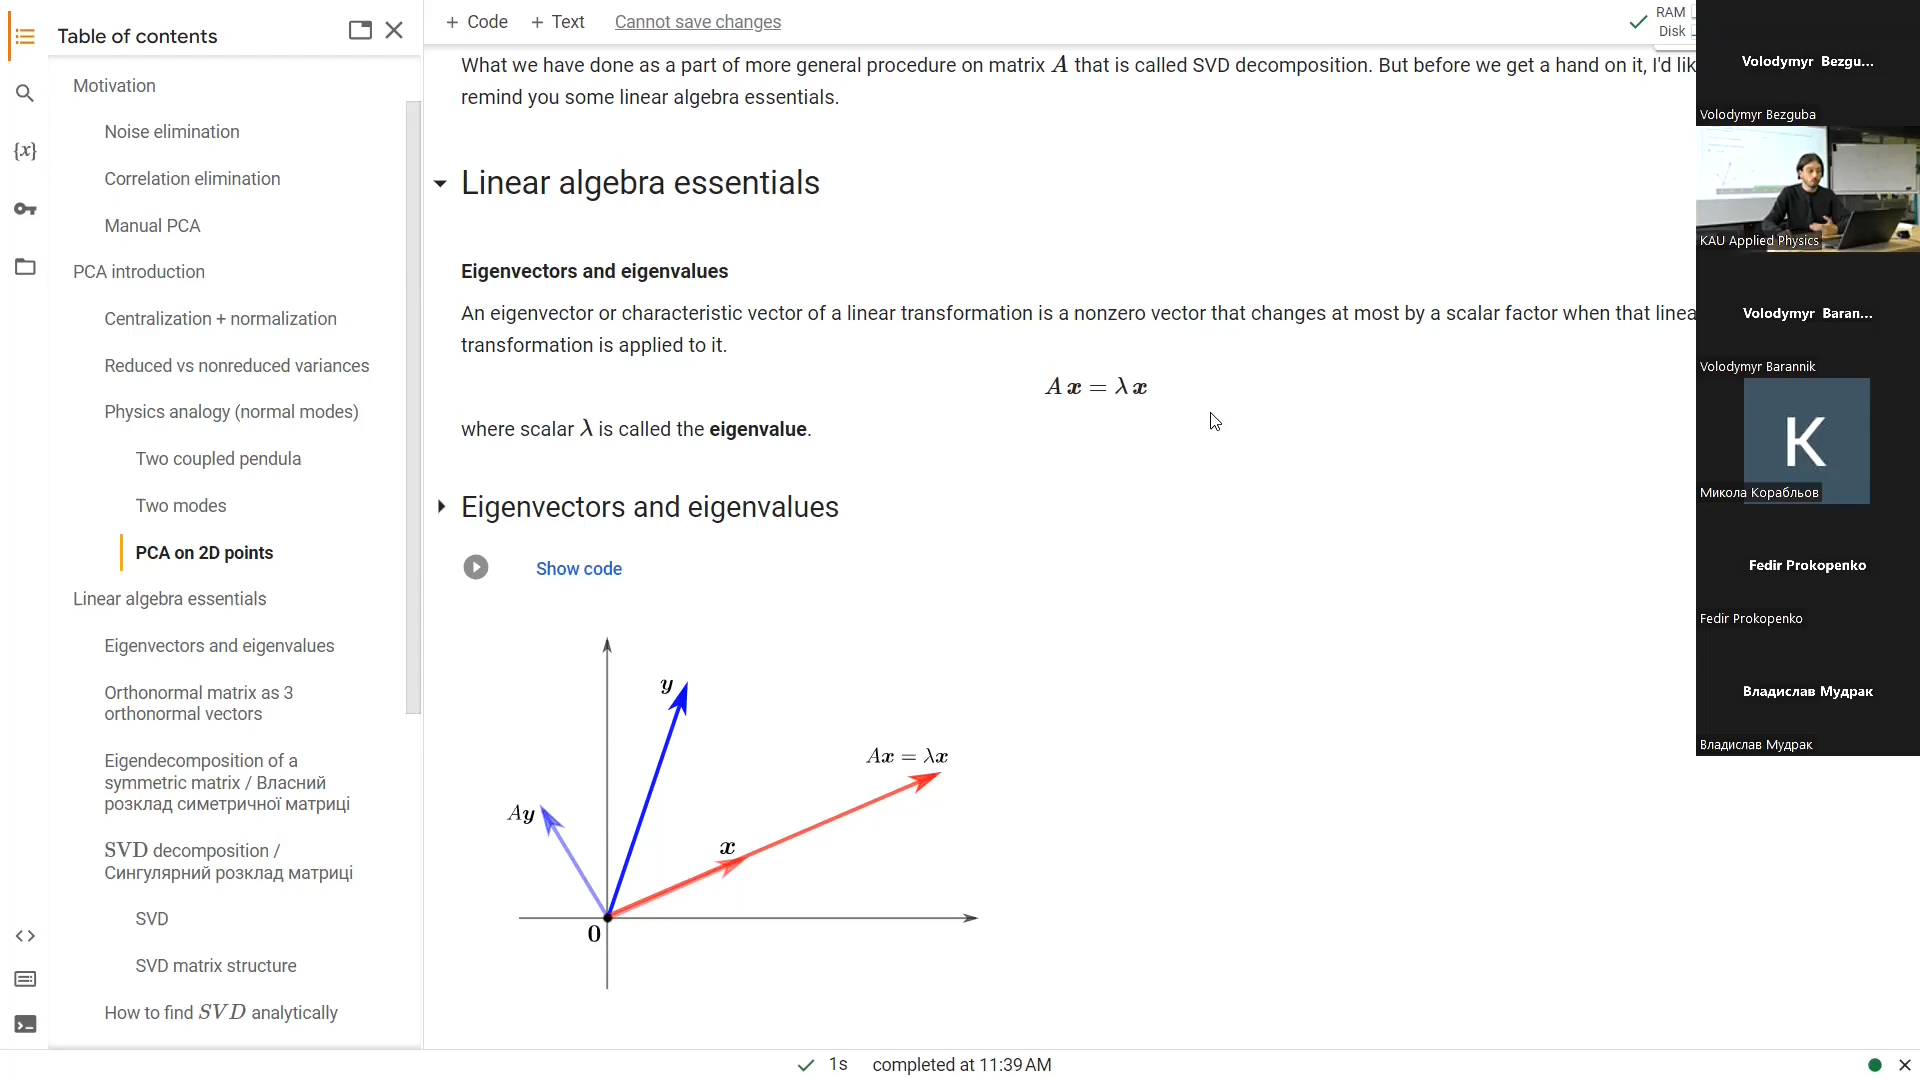 Table of contents
Motivation
Noise elimination
Correlation elimination
Manual PCA
PCA introduction
Centralization + normalization
Reduced vs nonreduced variances
Physics analogy (normal modes)
Two coupled pendula
Two modes
PCA on 2D points
Linear algebra essentials
Eigenvectors and eigenvalues
Orthonormal matrix as 3
orthonormal vectors
Eigendecomposition of a
symmetric matrix / Власний
розклад симетричної матриці
SVD decomposition /
Сингулярний розклад матриці
SVD
SVD matrix structure
How to find SVD analytically
+ Code + Text Cannot save changes
RAM
Disk
What we have done as a part of more general procedure on matrix A that is called SVD decomposition. But before we get a hand on it, I'd lik
remind you some linear algebra essentials.
Linear algebra essentials
Eigenvectors and eigenvalues
An eigenvector or characteristic vector of a linear transformation is a nonzero vector that changes at most by a scalar factor when that linea
transformation is applied to it.
A x = λ x
where scalar λ is called the eigenvalue.
Eigenvectors and eigenvalues
Show code
y
Ax = λx
Ay
x
0
1s completed at 11:39 AM
Volodymyr Bezgu...
Volodymyr Bezguba
KAU Applied Physics
Volodymyr Baran...
Volodymyr Barannik
K
Микола Корабльов
Fedir Prokopenko
Fedir Prokopenko
Владислав Мудрак
Владислав Мудрак